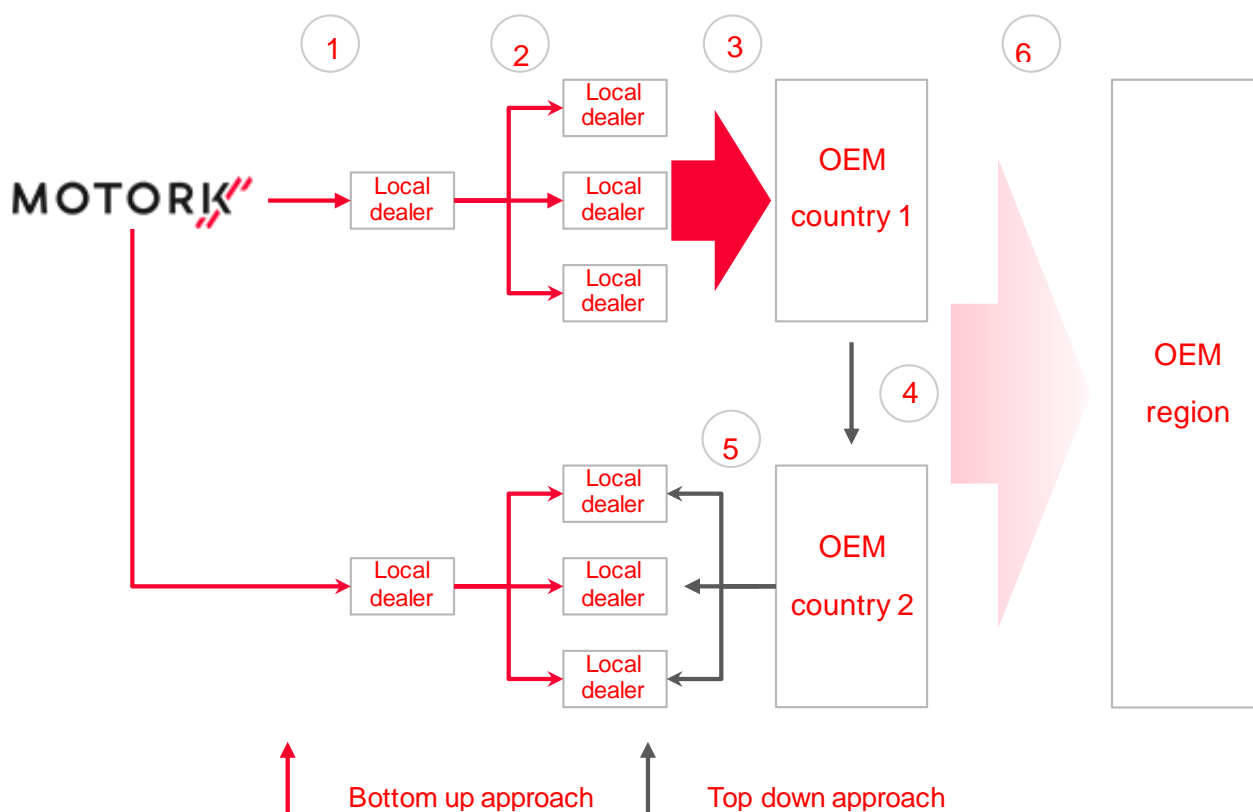 1
2
3
6
MOTORK
Local
dealer
Local
dealer
Local
dealer
Local
dealer
OEM
country 1
OEM
region
4
5
Local
dealer
Local
dealer
Local
dealer
Local
dealer
OEM
country 2
Bottom up approach
Top down approach